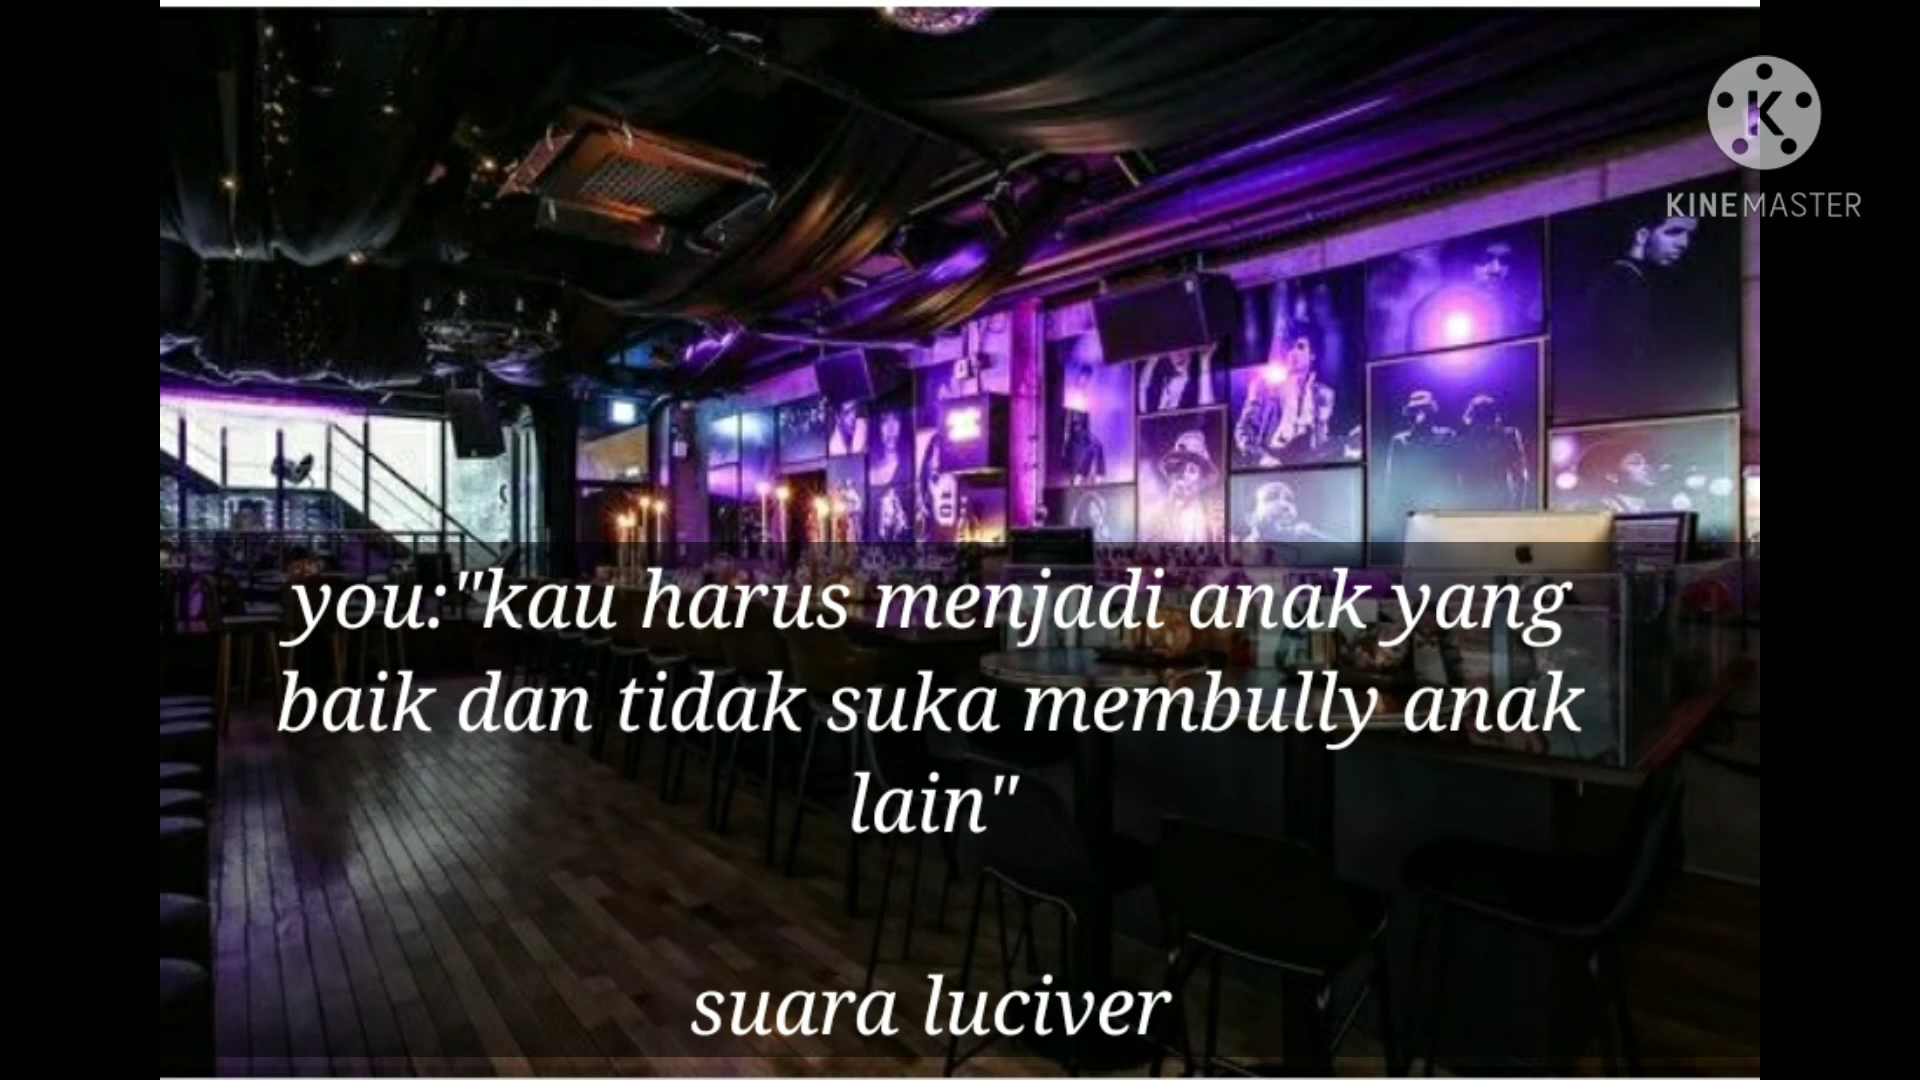 KINEMASTER
you:"kau harus menjadi anak yang
baik dan tidak suka membully anak
lain"
suara luciver